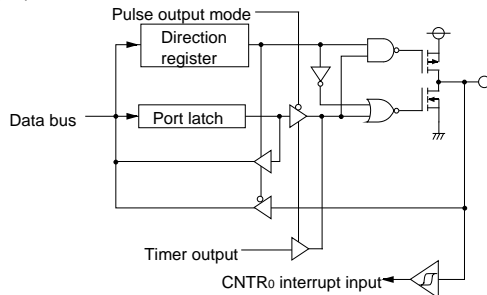 Pulse output mode
Direction
register
Data bus
Port latch
Timer output
CNTR0 interrupt input